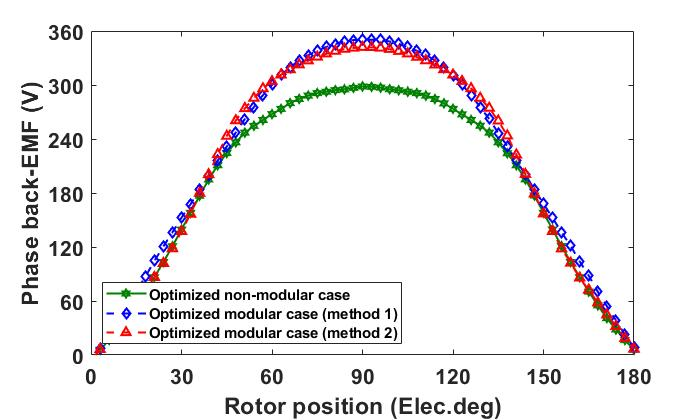 360
300
240
180
120
60
0
Phase back-EMF (V)
Optimized non-modular case
Optimized modular case (method 1)
Optimized modular case (method 2)
0 30 60 90 120 150 180
Rotor position (Elec.deg)